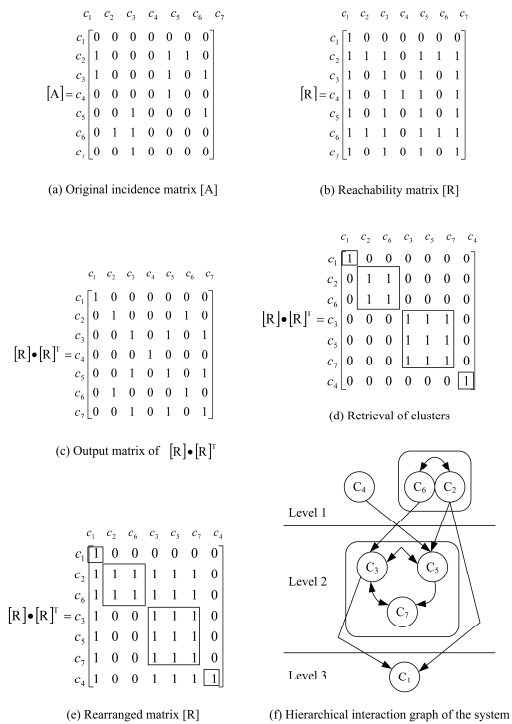 c₁ c₂ c₃ c₄ c₅ c₆ c₇
c₁ 0 0 0 0 0 0 0
c₂ 1 0 0 0 1 1 0
c₃ 1 0 0 0 1 0 1
[A] = c₄ 0 0 0 0 1 0 0
c₅ 0 0 1 0 0 0 1
c₆ 0 1 1 0 0 0 0
c₇ 0 0 1 0 0 0 0
(a) Original incidence matrix [A]
c₁ c₂ c₃ c₄ c₅ c₆ c₇
c₁ 1 0 0 0 0 0 0
c₂ 1 1 1 0 1 1 1
c₃ 1 0 1 0 1 0 1
[R] = c₄ 1 0 1 1 1 0 1
c₅ 1 0 1 0 1 0 1
c₆ 1 1 1 1 1 1 1
c₇ 1 0 1 0 1 0 1
(b) Reachability matrix [R]
c₁ c₂ c₃ c₄ c₅ c₆ c₇
c₁ 1 0 0 0 0 0 0
c₂ 0 1 0 0 0 1 0
c₃ 0 0 1 0 1 0 1
[R]•[R]ᵀ = c₄ 0 0 0 1 0 0 0
c₅ 0 0 1 0 1 0 1
c₆ 0 1 0 0 0 1 0
c₇ 0 0 1 0 1 0 1
(c) Output matrix of [R]•[R]ᵀ
c₁ c₂ c₆ c₃ c₅ c₇ c₄
c₁ 1 0 0 0 0 0 0
c₂ 0 1 1 0 0 0 0
c₆ 0 1 1 0 0 0 0
[R]•[R]ᵀ = c₃ 0 0 0 1 1 1 0
c₅ 0 0 0 1 1 1 0
c₇ 0 0 0 1 1 1 0
c₄ 0 0 0 0 0 0 1
(d) Retrieval of clusters
c₁ c₂ c₆ c₃ c₅ c₇ c₄
c₁ 1 0 0 0 0 0 0
c₂ 1 1 1 1 1 1 0
c₆ 1 1 1 1 1 1 0
[R]•[R]ᵀ = c₃ 1 0 0 1 1 1 0
c₅ 1 0 0 1 1 1 0
c₇ 1 0 0 1 1 1 0
c₄ 1 0 0 1 1 1 1
(e) Rearranged matrix [R]
C₄ C₆ C₂
Level 1
C₃ C₅
Level 2
C₇
Level 3
C₁
(f) Hierarchical interaction graph of the system